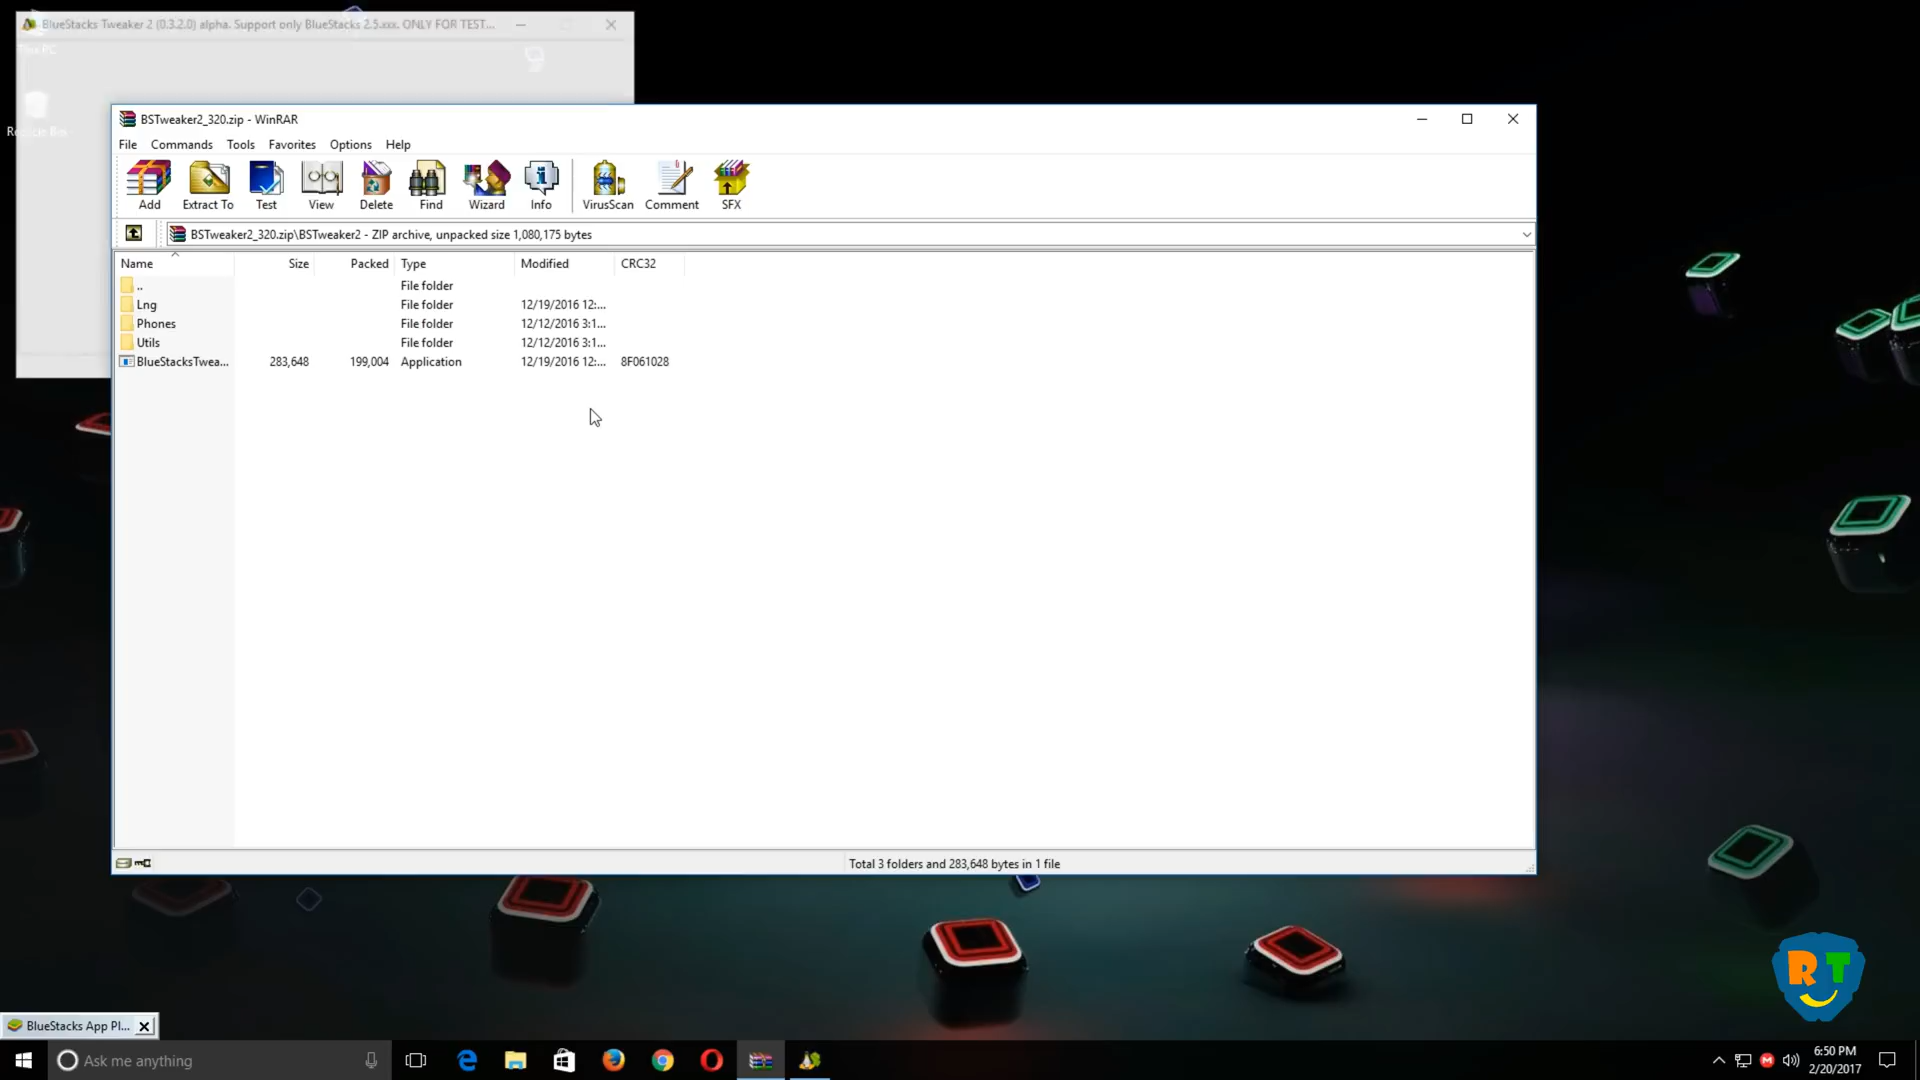 BlueStacks Tweaker 2 (0.3.2.0) alpha. Support only BlueStacks 2.5.xxx. ONLY FOR TEST...
This PC
Recycle Bin
BSTweaker2_320.zip - WinRAR
File Commands Tools Favorites Options Help
Add Extract To Test View Delete Find Wizard Info VirusScan Comment SFX
BSTweaker2_320.zip\BSTweaker2 - ZIP archive, unpacked size 1,080,175 bytes
Name Size Packed Type Modified CRC32
.. File folder
Lng File folder 12/19/2016 12:...
Phones File folder 12/12/2016 3:1...
Utils File folder 12/12/2016 3:1...
BlueStacksTwea... 283,648 199,004 Application 12/19/2016 12:... 8F061028
Total 3 folders and 283,648 bytes in 1 file
RT
BlueStacks App Pl...
Ask me anything
6:50 PM
2/20/2017